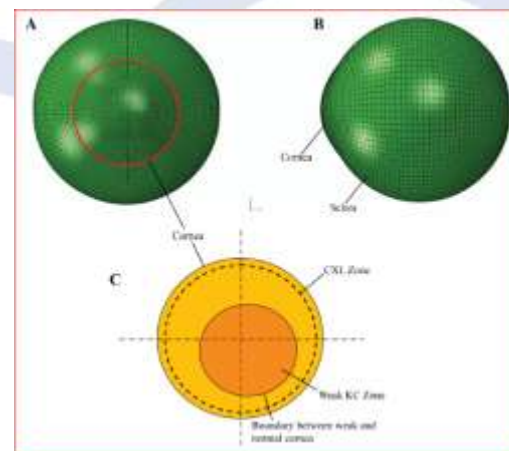 A
B
Cornea
Sclera
Cornea
C
CXL Zone
Weak KC Zone
Boundary between weak and
normal cornea